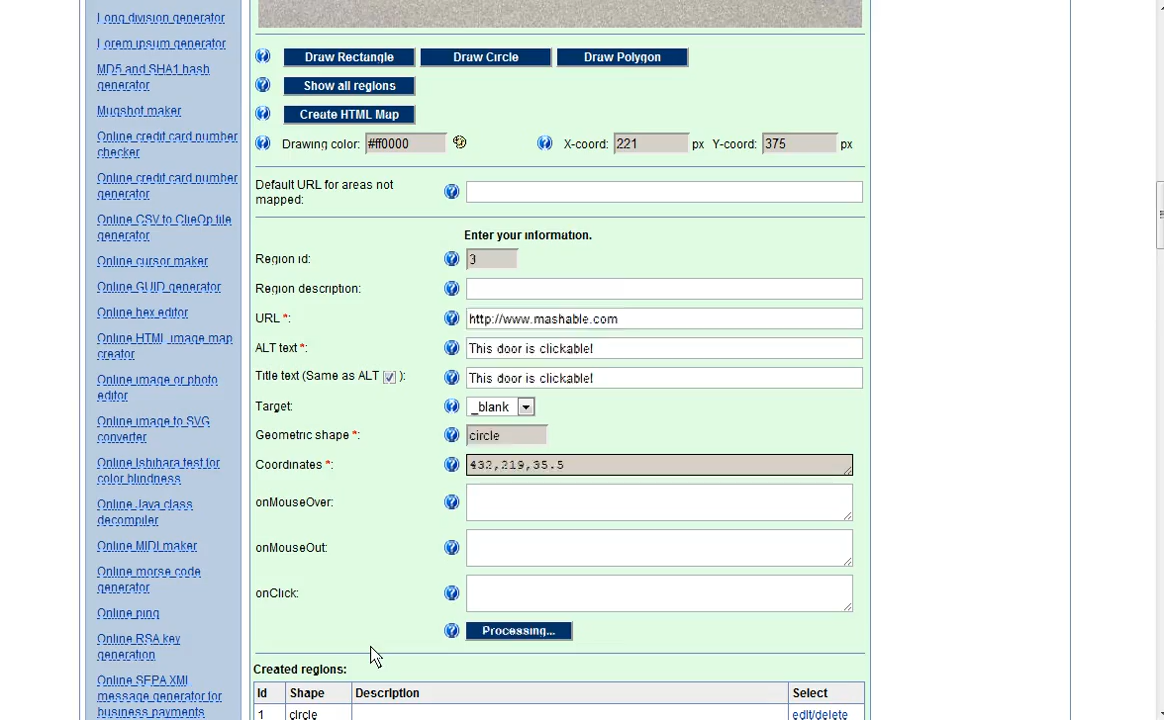 Long division generator
Lorem ipsum generator
MD5 and SHA1 hash
generator
Mugshot maker
Online credit card number
checker
Online credit card number
generator
Online CSV to ClieOp file
generator
Online cursor maker
Online GUID generator
Online hex editor
Online HTML image map
creator
Online image or photo
editor
Online image to SVG
converter
Online Ishihara test for
color blindness
Online Java class
decompiler
Online MIDI maker
Online morse code
generator
Online ping
Online RSA key
generation
Online SEPA XML
message generator for
business payments
Draw Rectangle Draw Circle Draw Polygon
Show all regions
Create HTML Map
Drawing color: #ff0000 X-coord: 221 px Y-coord: 375 px
Default URL for areas not
mapped:
Enter your information.
Region id: 3
Region description:
URL *: http://www.mashable.com
ALT text *: This door is clickable!
Title text (Same as ALT ): This door is clickable!
Target: _blank
Geometric shape *: circle
Coordinates *: 432,219,35.5
onMouseOver:
onMouseOut:
onClick:
Processing...
Created regions:
Id Shape Description Select
1 circle edit/delete